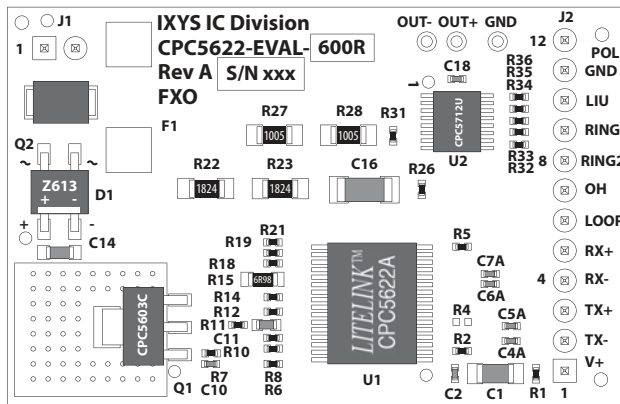 J1
1
IXYS IC Division
CPC5622-EVAL- 600R
Rev A S/N xxx
FXO
OUT- OUT+ GND
J2
12
POL
GND
LIU
RING
8
RING2
OH
LOOP
RX+
4
RX-
TX+
TX-
V+
1
C18
1
CPC5712U
U2
R36
R35
R34
R33
R32
F1
R27
1005
R28
1005
R31
R22
1824
R23
1824
C16
R26
Q2
~ ~
Z613
+ -
D1
+ -
C14
R21
R19
R18
R15
6R98
R14
R12
R11
C11
R10
R7
C10
R8
R6
CPC5603C
Q1
LITELINK™
CPC5622A
U1
R5
C7A
C6A
R4
C5A
R2
C4A
C2
C1
R1